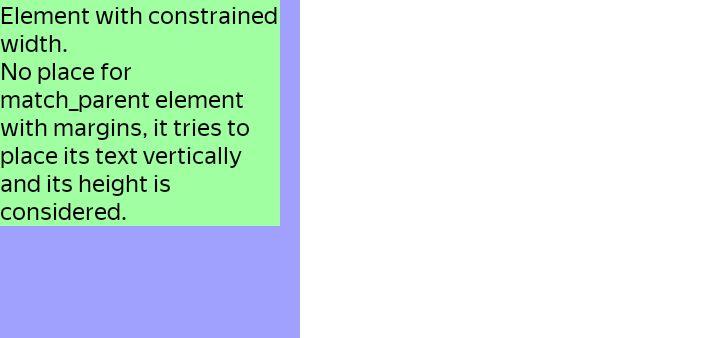 Element with constrained
width.
No place for
match_parent element
with margins, it tries to
place its text vertically
and its height is
considered.